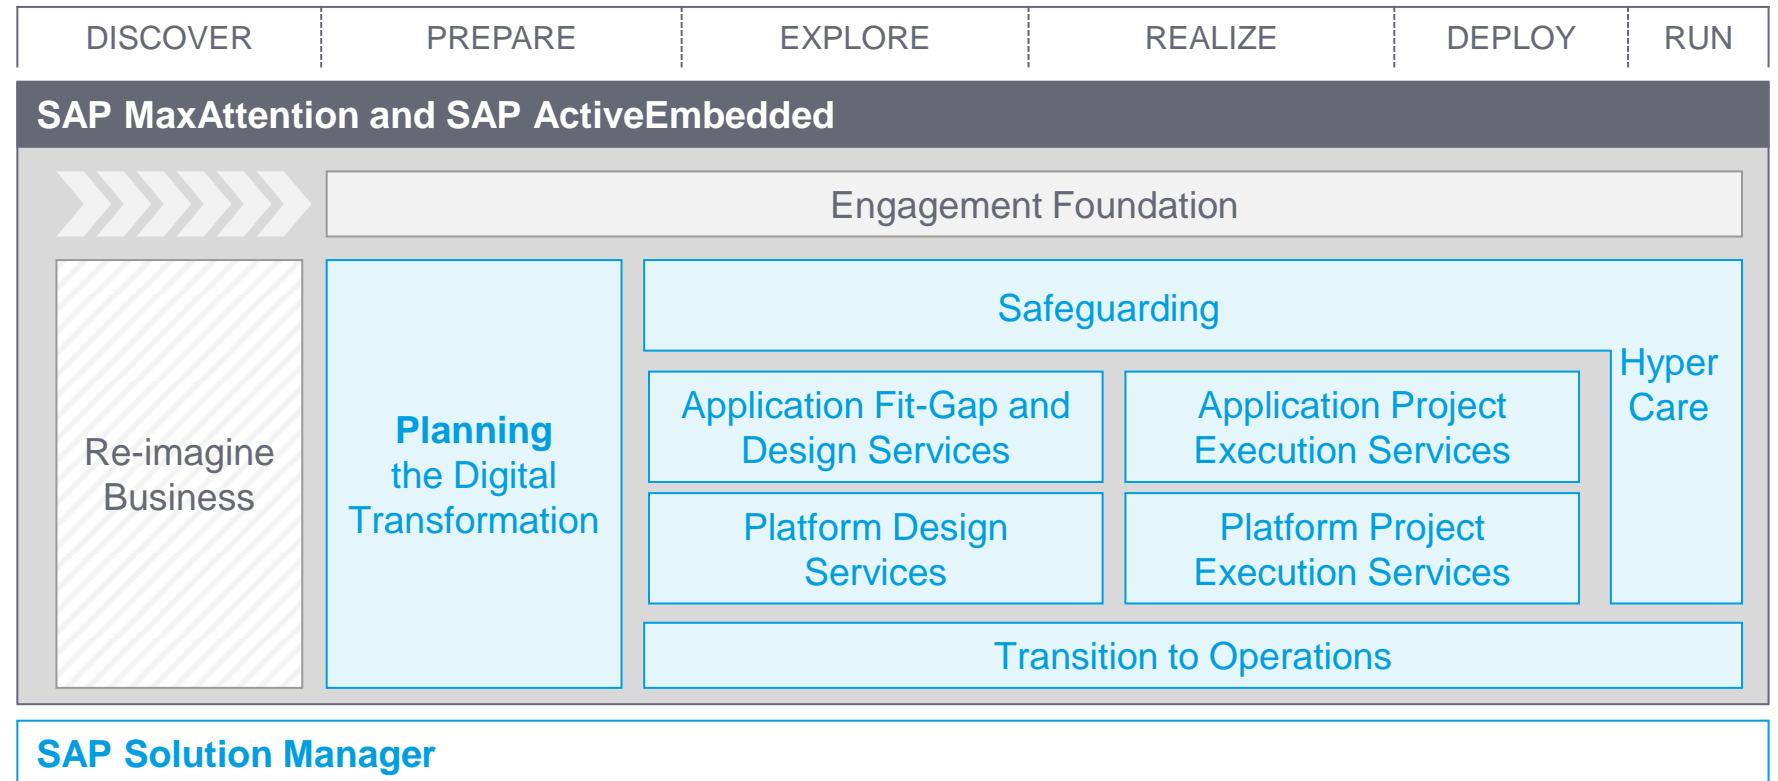 DISCOVER PREPARE EXPLORE REALIZE DEPLOY RUN
SAP MaxAttention and SAP ActiveEmbedded
Engagement Foundation
Re-imagine
Business
Planning
the Digital
Transformation
Safeguarding
Hyper
Care
Application Fit-Gap and
Design Services
Application Project
Execution Services
Platform Design
Services
Platform Project
Execution Services
Transition to Operations
SAP Solution Manager